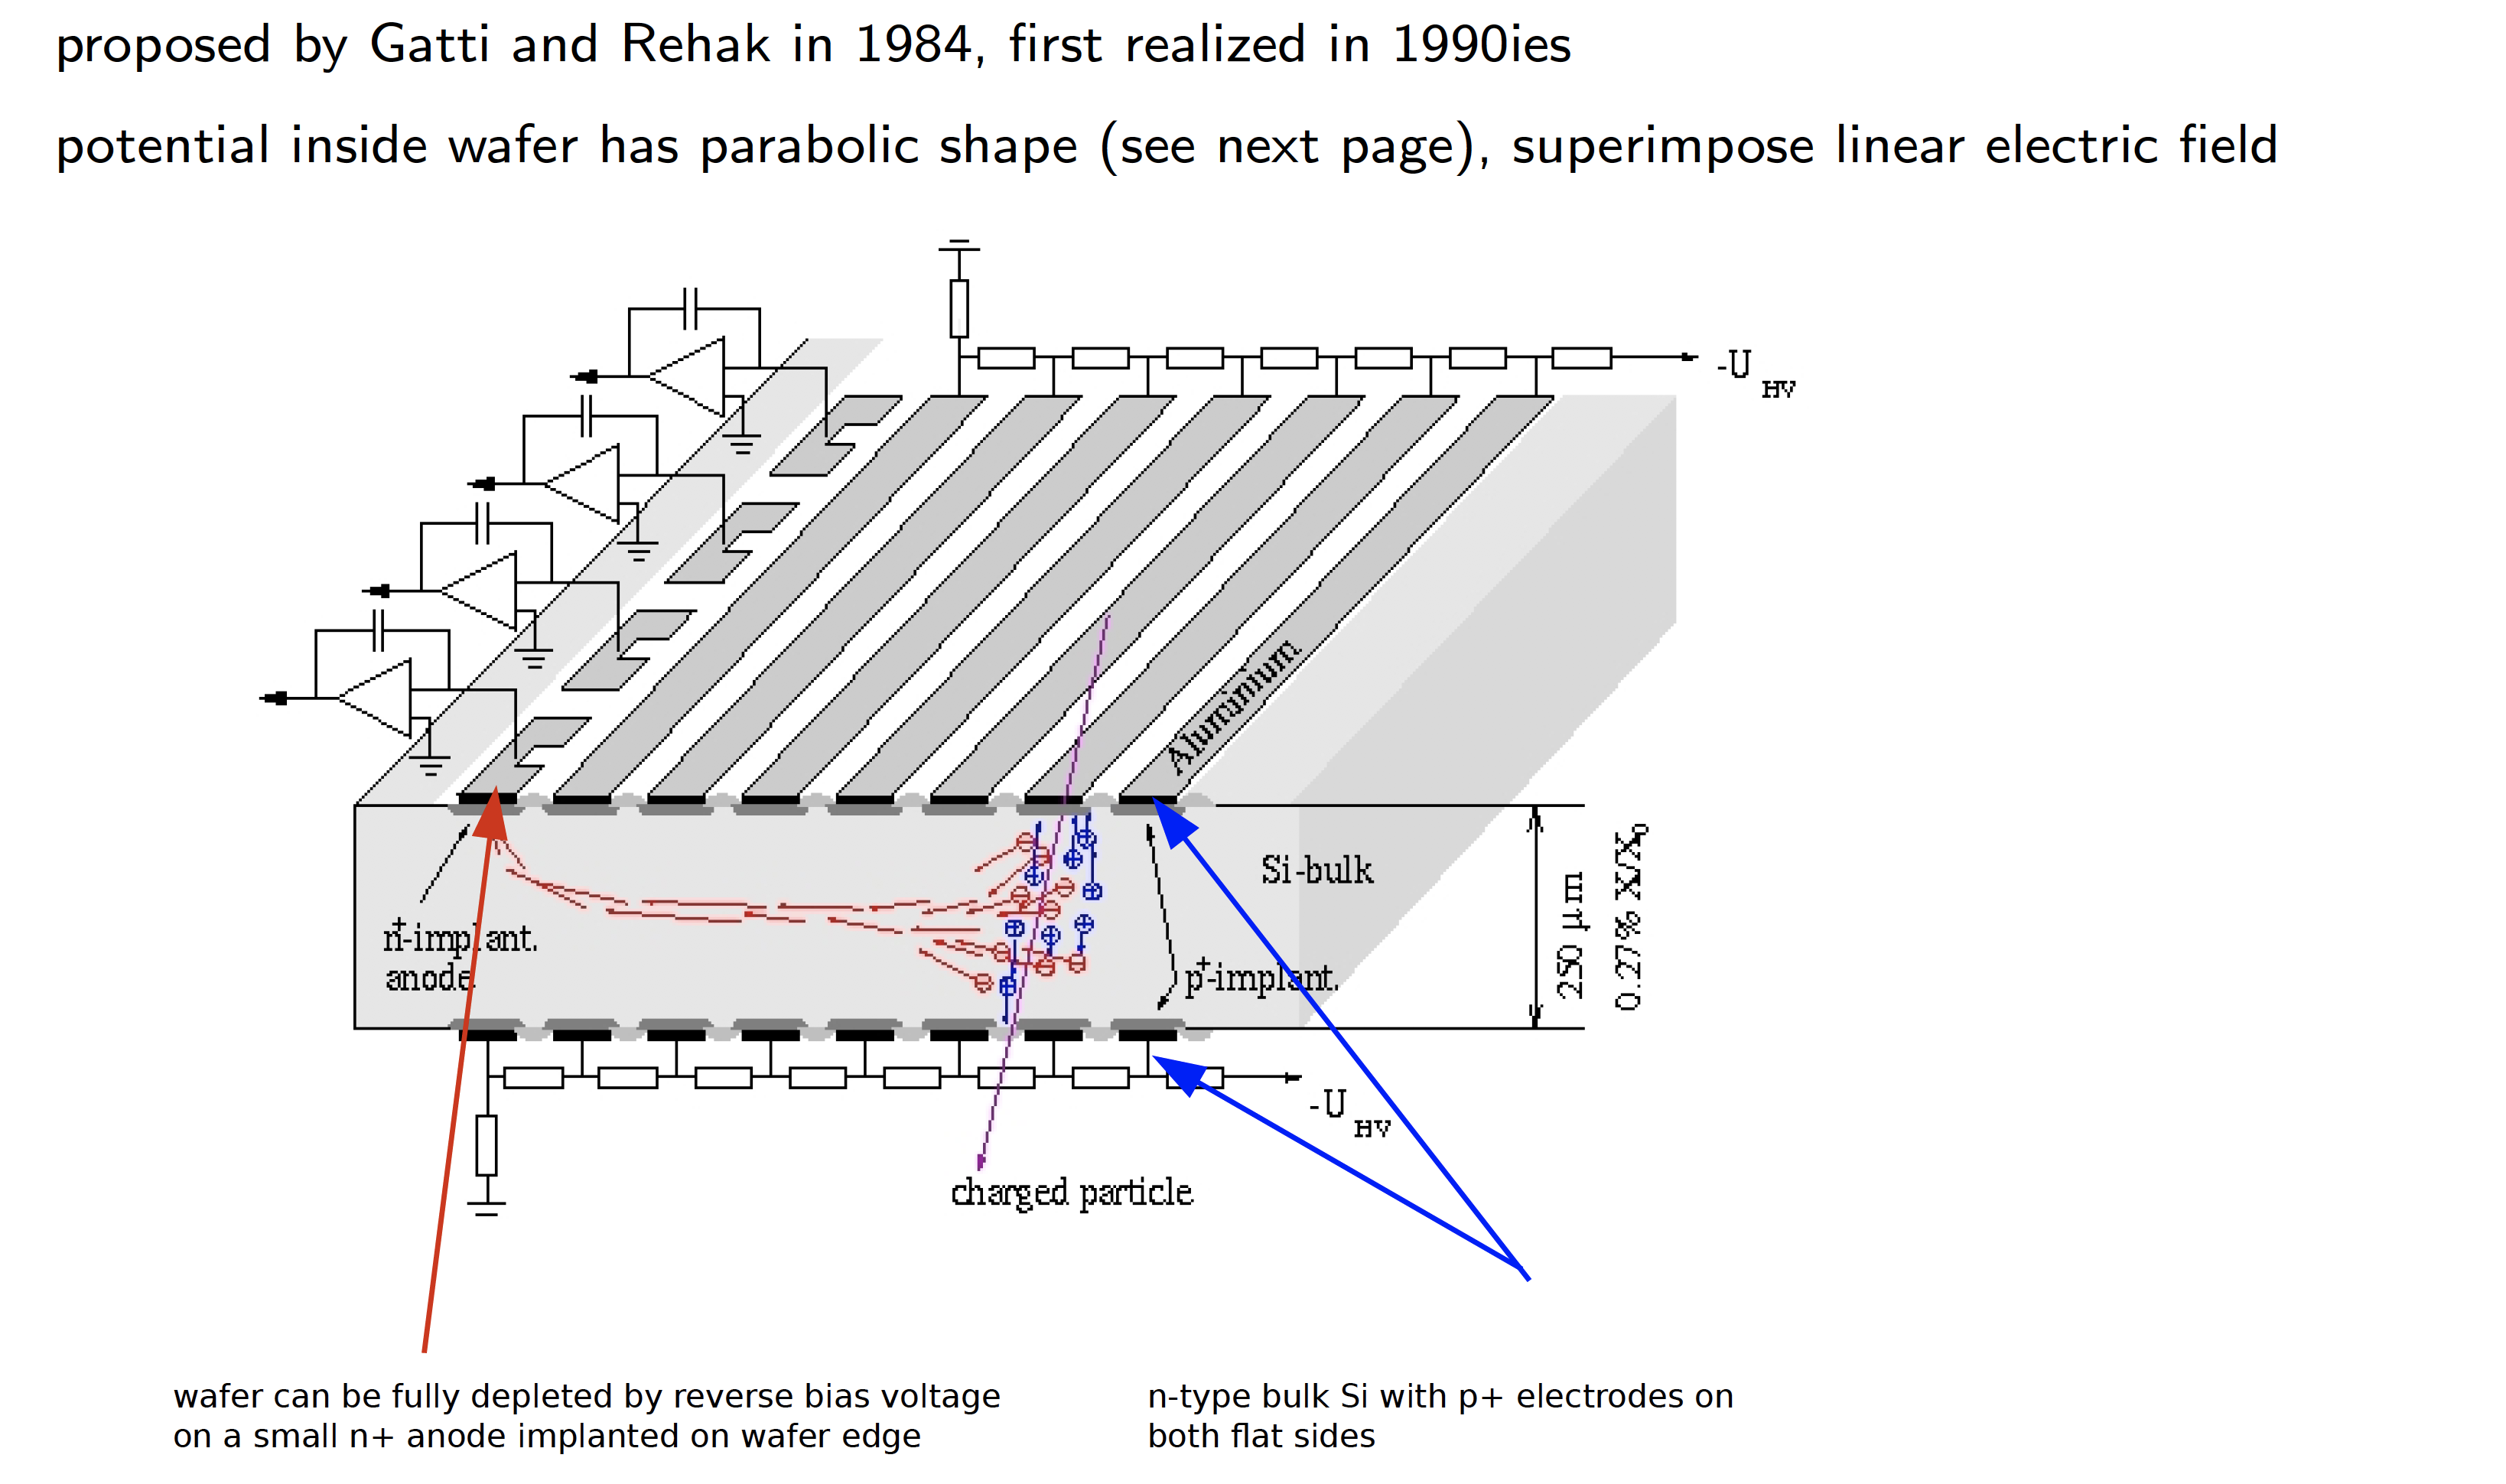 proposed by Gatti and Rehak in 1984, first realized in 1990ies
potential inside wafer has parabolic shape (see next page), superimpose linear electric field
-U HV
Aluminium
Si-bulk
n+-implant.
anode
p+-implant.
250 μm
0.27% X/X₀
-U HV
charged particle
wafer can be fully depleted by reverse bias voltage
on a small n+ anode implanted on wafer edge
n-type bulk Si with p+ electrodes on
both flat sides